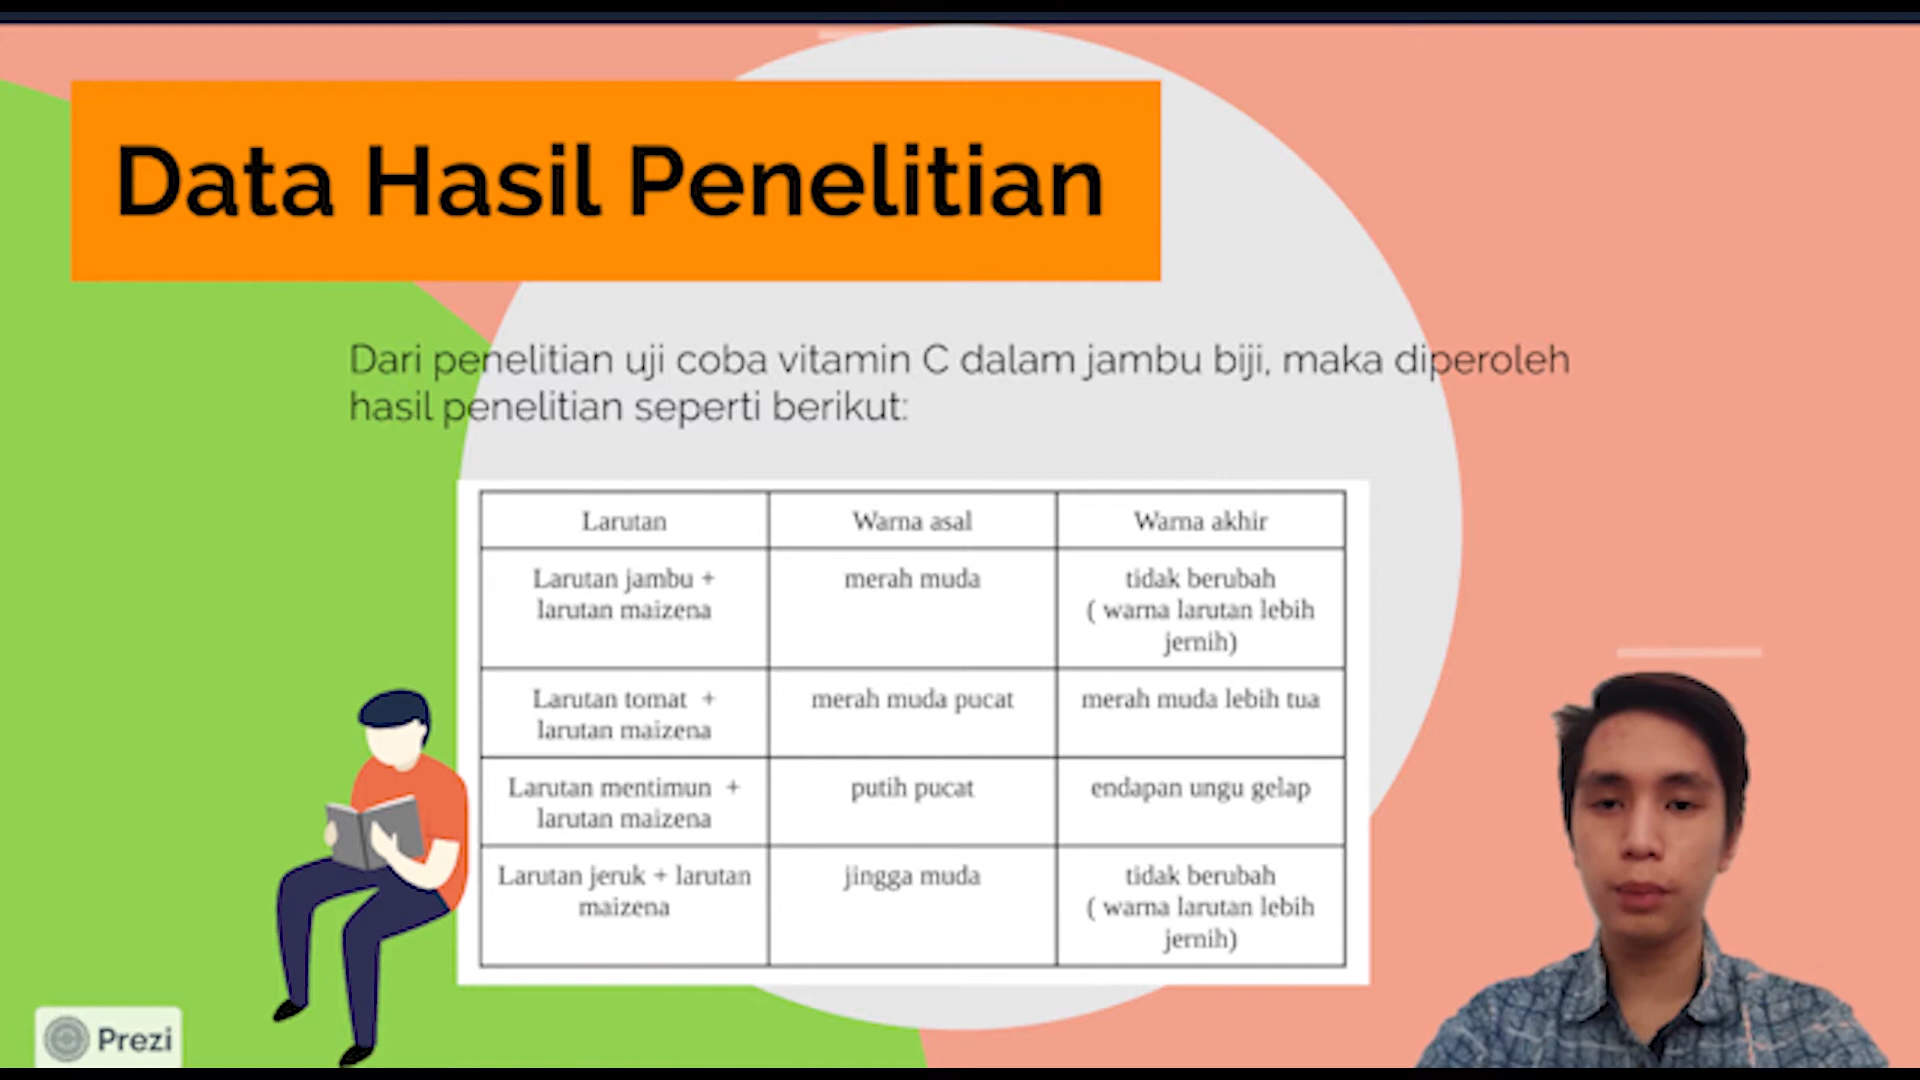 Data Hasil Penelitian
Dari penelitian uji coba vitamin C dalam jambu biji, maka diperoleh
hasil penelitian seperti berikut:
Larutan Warna asal Warna akhir
Larutan jambu + merah muda tidak berubah
larutan maizena ( warna larutan lebih
jernih)
Larutan tomat + merah muda pucat merah muda lebih tua
larutan maizena
Larutan mentimun + putih pucat endapan ungu gelap
larutan maizena
Larutan jeruk + larutan jingga muda tidak berubah
maizena ( warna larutan lebih
jernih)
Prezi